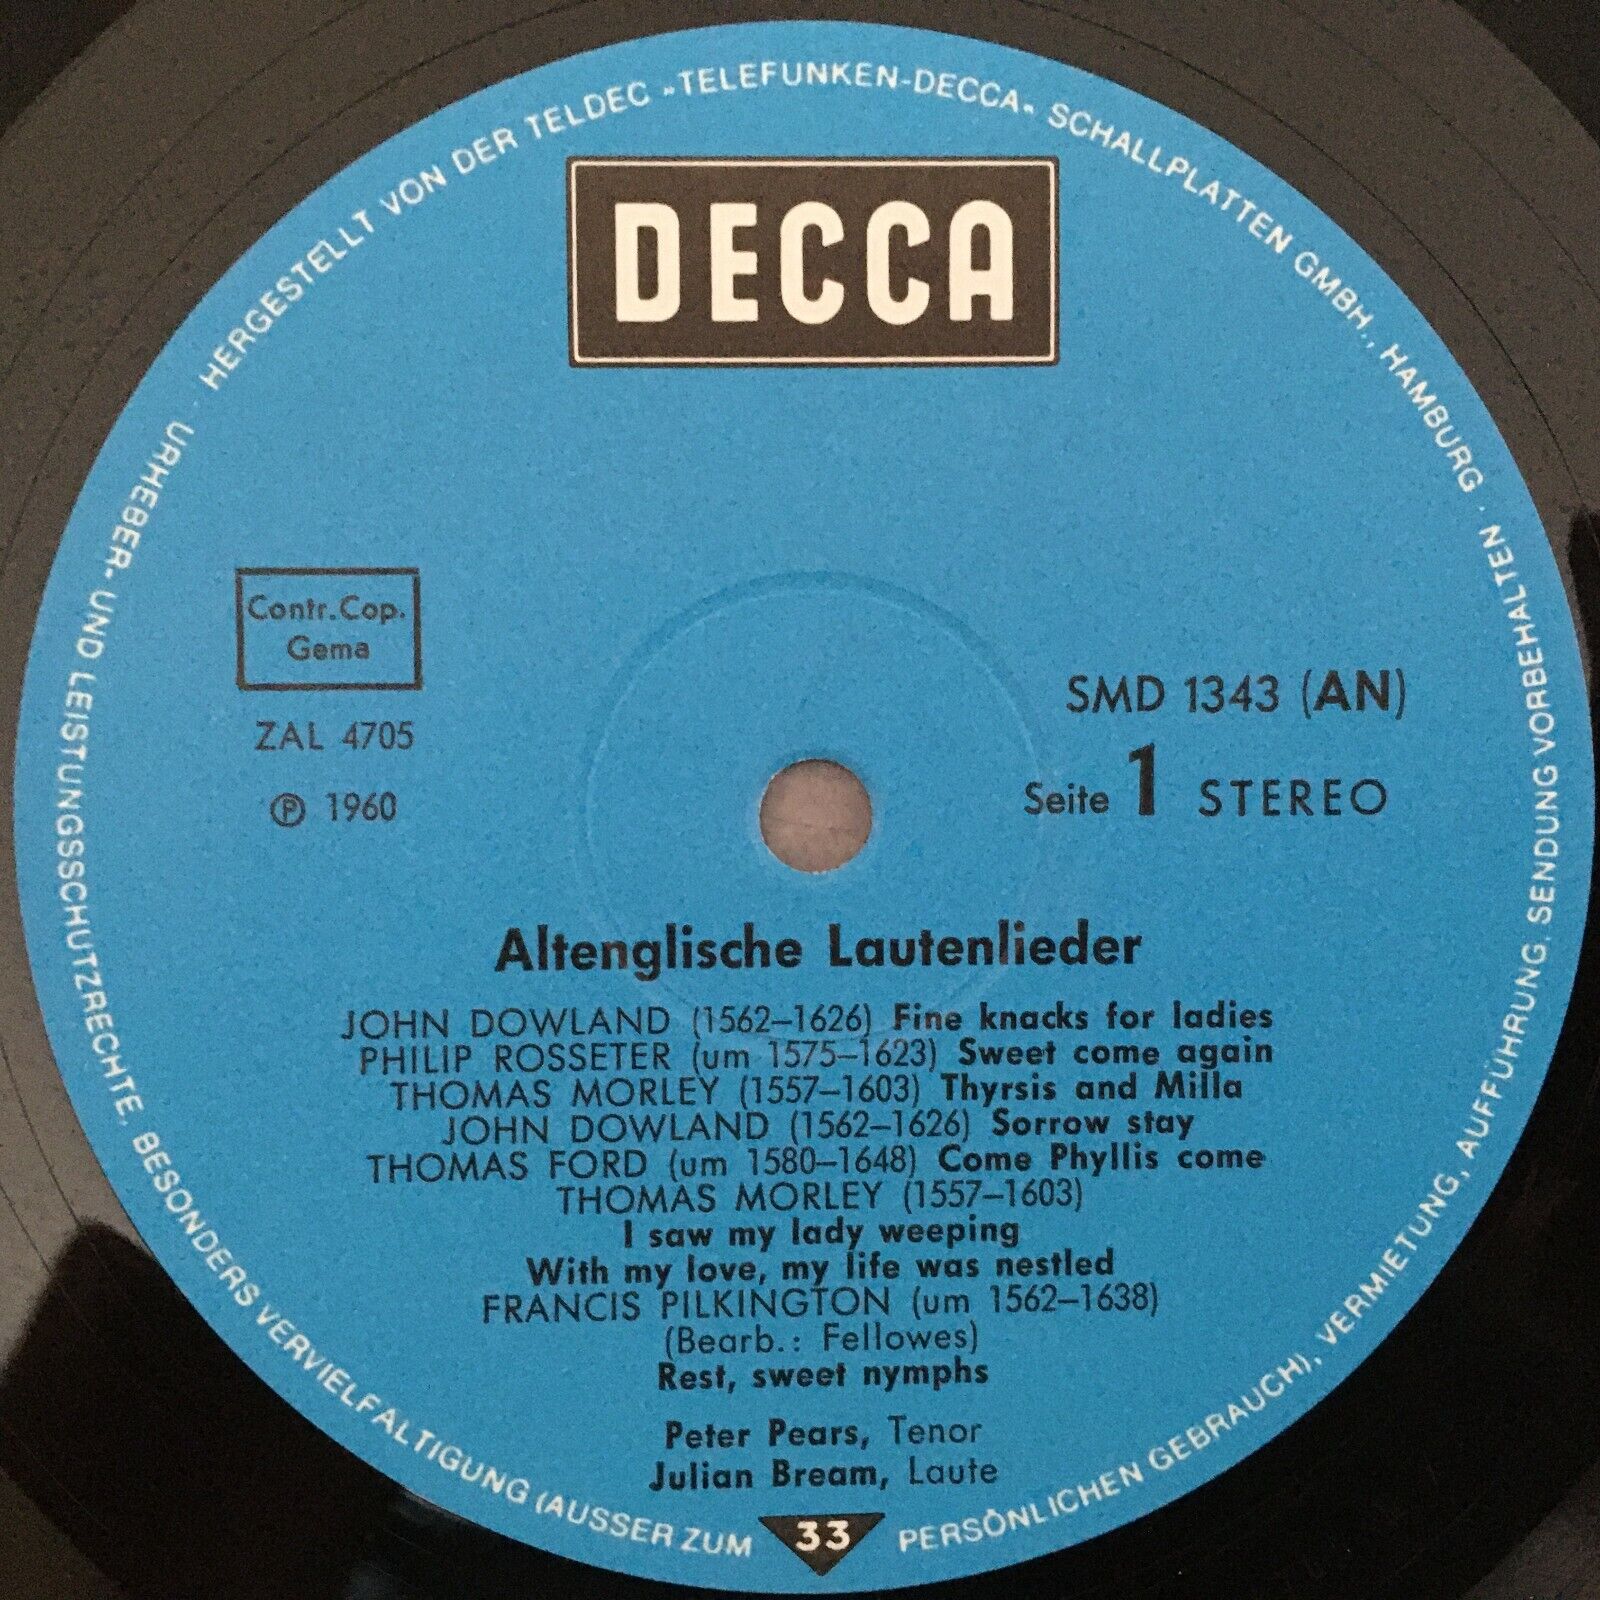 HERGESTELLT VON DER TELDEC »TELEFUNKEN-DECCA« SCHALLPLATTEN GMBH., HAMBURG · URHEBER- UND LEISTUNGSSCHUTZRECHTE, BESONDERS VERVIELFALTIGUNG (AUSSER ZUM PERSÖNLICHEN GEBRAUCH), VERMIETUNG, AUFFÜHRUNG, SENDUNG VORBEHALTEN ·
DECCA
Contr. Cop.
Gema
ZAL 4705
Ⓟ 1960
SMD 1343 (AN)
Seite 1 STEREO
Altenglische Lautenlieder
JOHN DOWLAND (1562–1626) Fine knacks for ladies
PHILIP ROSSETER (um 1575–1623) Sweet come again
THOMAS MORLEY (1557–1603) Thyrsis and Milla
JOHN DOWLAND (1562–1626) Sorrow stay
THOMAS FORD (um 1580–1648) Come Phyllis come
THOMAS MORLEY (1557–1603)
I saw my lady weeping
With my love, my life was nestled
FRANCIS PILKINGTON (um 1562–1638)
(Bearb.: Fellowes)
Rest, sweet nymphs
Peter Pears, Tenor
Julian Bream, Laute
33